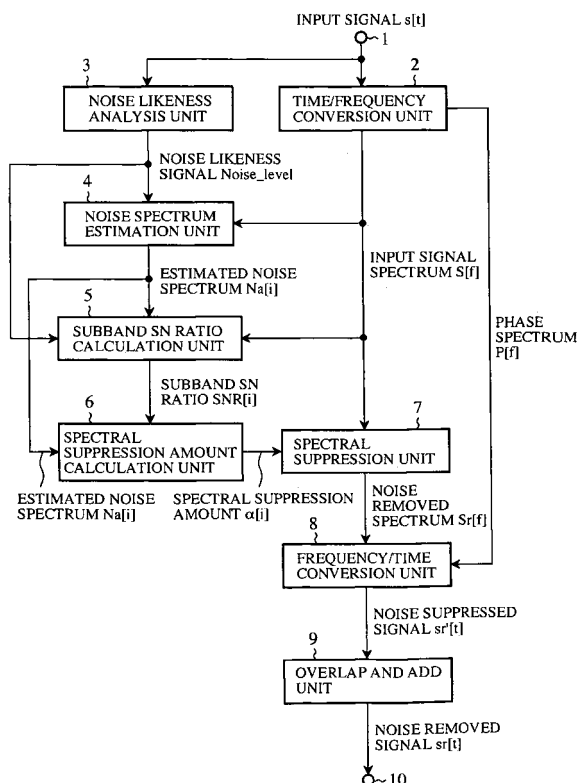 INPUT SIGNAL s[t]
1
3
NOISE LIKENESS
ANALYSIS UNIT
2
TIME/FREQUENCY
CONVERSION UNIT
NOISE LIKENESS
SIGNAL Noise_level
4
NOISE SPECTRUM
ESTIMATION UNIT
INPUT SIGNAL
SPECTRUM S[f]
ESTIMATED NOISE
SPECTRUM Na[i]
PHASE
SPECTRUM
P[f]
5
SUBBAND SN RATIO
CALCULATION UNIT
SUBBAND SN
RATIO SNR[i]
6
SPECTRAL
SUPPRESSION AMOUNT
CALCULATION UNIT
7
SPECTRAL
SUPPRESSION UNIT
ESTIMATED NOISE
SPECTRUM Na[i]
SPECTRAL SUPPRESSION
AMOUNT α[i]
NOISE
REMOVED
SPECTRUM Sr[f]
8
FREQUENCY/TIME
CONVERSION UNIT
NOISE SUPPRESSED
SIGNAL sr'[t]
9
OVERLAP AND ADD
UNIT
NOISE REMOVED
SIGNAL sr[t]
10